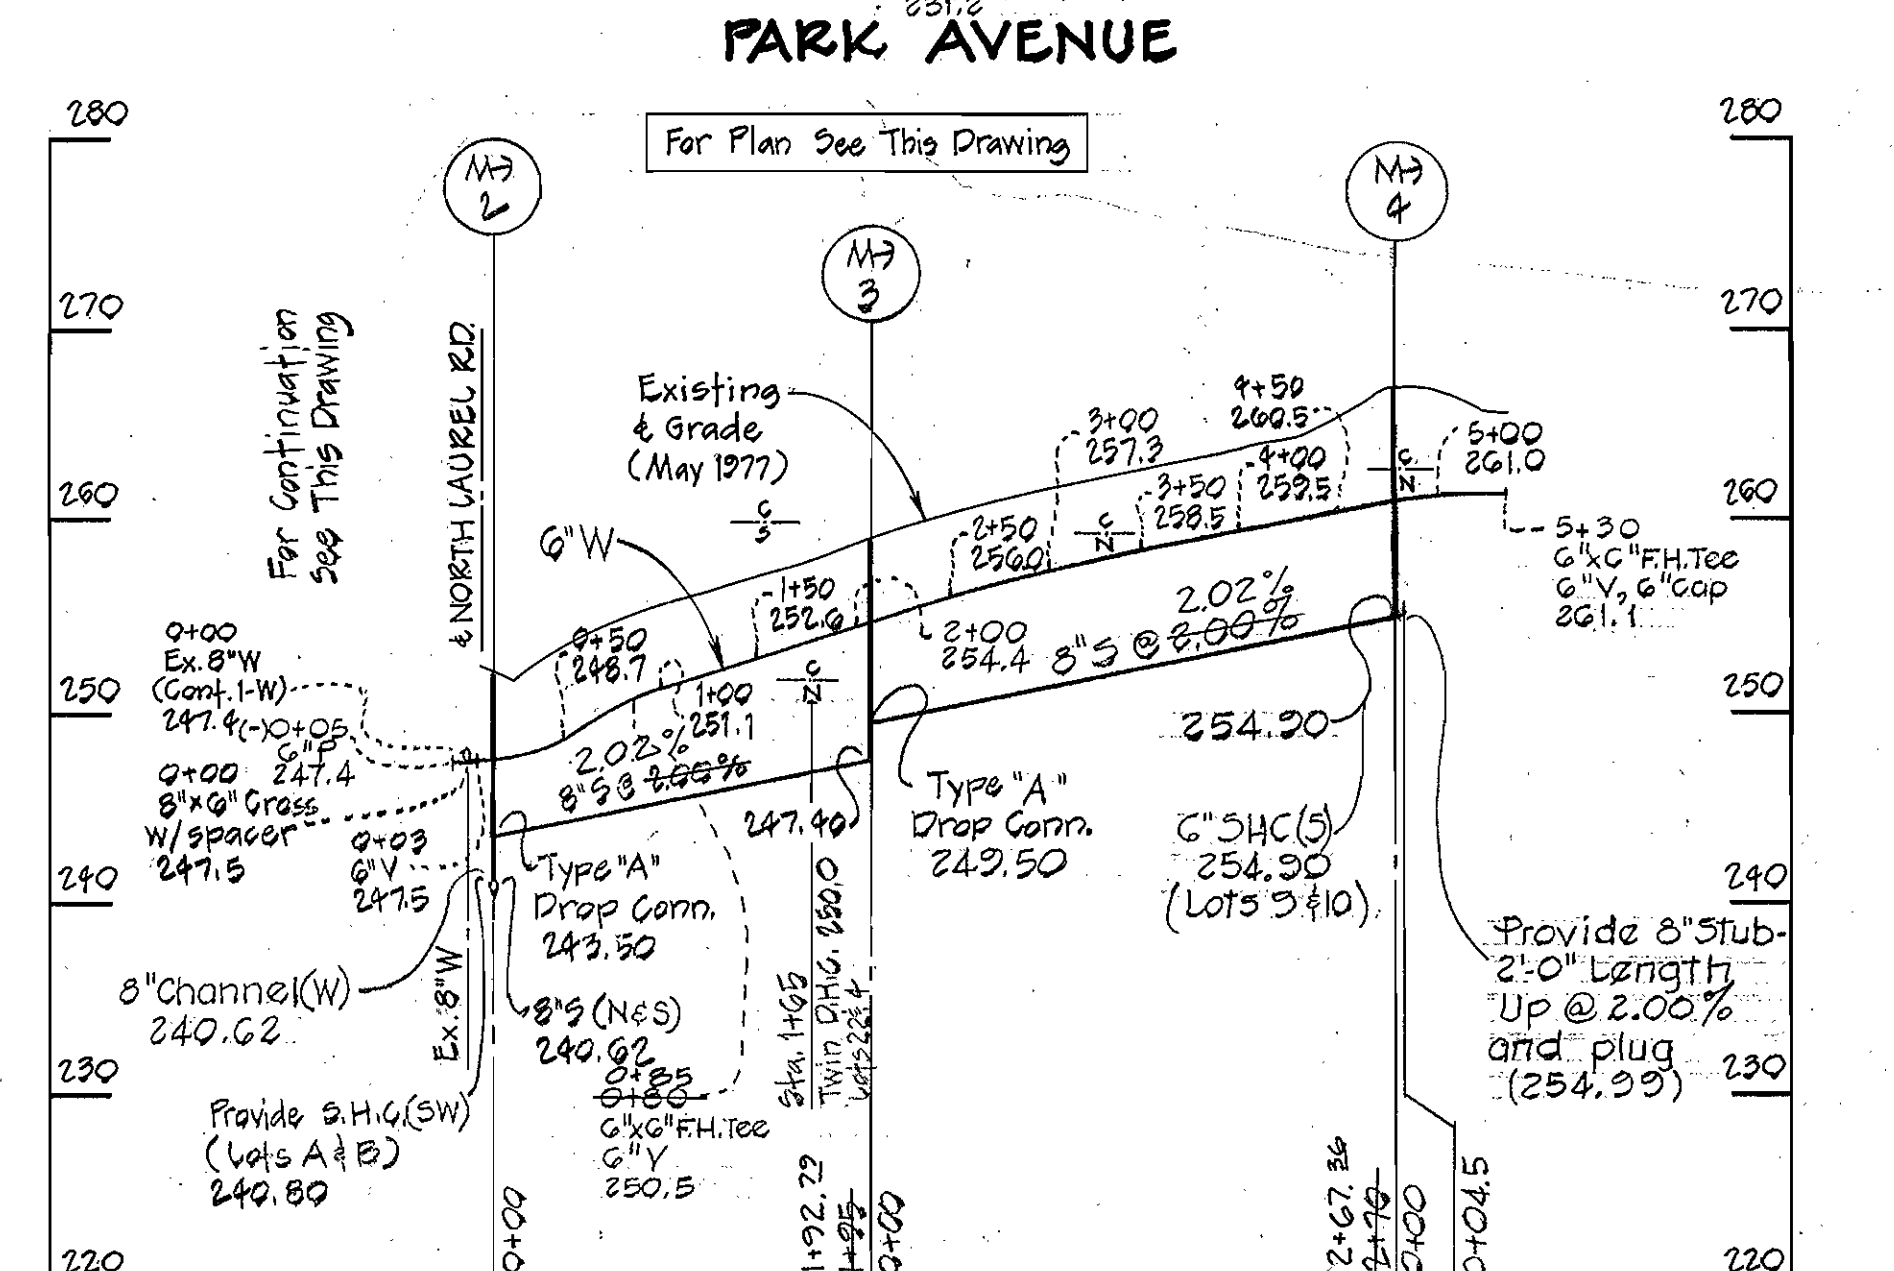 231.2
PARK AVENUE
280
280
For Plan See This Drawing
MH
2
MH
3
MH
4
270
270
For Continuation
See This Drawing
℄ NORTH LAUREL RD.
Existing
℄ Grade
(May 1977)
C
S
6"W
260
260
3+00
257.3
4+50
260.5
5+00
261.0
4+00
259.5
C
N
3+50
258.5
C
N
2+50
256.0
5+30
6"x6"F.H.Tee
6"V, 6"Cap
261.1
1+50
252.6
2+00
254.4
2.02%
8"S @ 2.00%
0+50
248.7
1+00
251.1
C
N
0+00
Ex. 8"W
(Cont. 1-W)
247.4
(-)0+05
6"P
247.4
0+00
8"x6" Cross
w/spacer
247.5
0+03
6"V
247.5
250
250
2.02%
8"S @ 2.00%
247.40
Type "A"
Drop Conn.
249.50
254.90
6"SHC(S)
254.90
(Lots 9 & 10)
Type "A"
Drop Conn.
243.50
240
240
8"Channel(W)
240.62
Ex. 8"W
8"S (N&S)
240.62
0+85
0+80
6"x6"F.H.Tee
6"V
250.5
Sta. 1+65
Twin D.H.C. 250.0
Provide 8"Stub-
2'-0" Length
Up @ 2.00%
and plug
(254.99)
230
230
Provide S.H.C.(SW)
(Lots A & B)
240.80
0+00
1+92.29
1+95
0+00
2+67.36
2+70
0+00
0+04.5
220
220